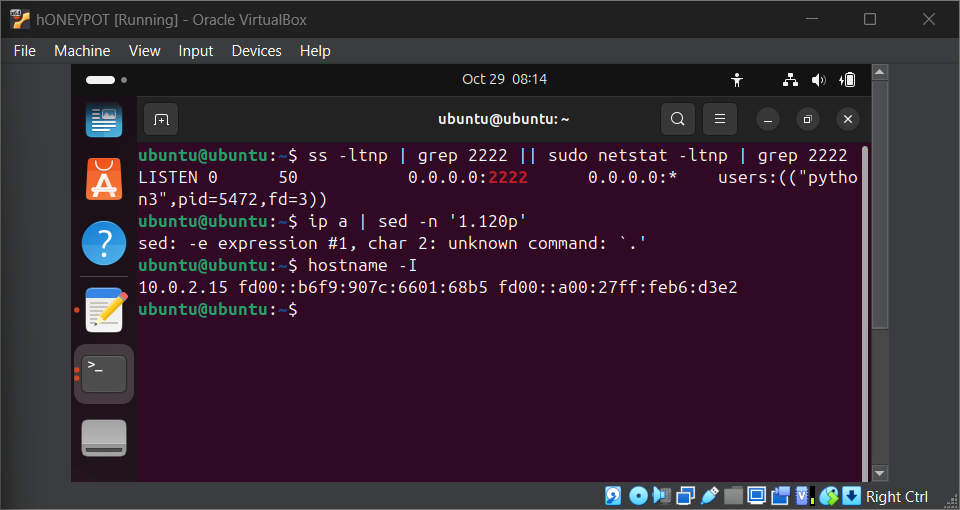 hONEYPOT [Running] - Oracle VirtualBox
File Machine View Input Devices Help
Oct 29 08:14
ubuntu@ubuntu: ~
ubuntu@ubuntu:~$ ss -ltnp | grep 2222 || sudo netstat -ltnp | grep 2222
LISTEN 0 50 0.0.0.0:2222 0.0.0.0:* users:(("pytho
n3",pid=5472,fd=3))
ubuntu@ubuntu:~$ ip a | sed -n '1.120p'
sed: -e expression #1, char 2: unknown command: `.'
ubuntu@ubuntu:~$ hostname -I
10.0.2.15 fd00::b6f9:907c:6601:68b5 fd00::a00:27ff:feb6:d3e2
ubuntu@ubuntu:~$
>_
Right Ctrl